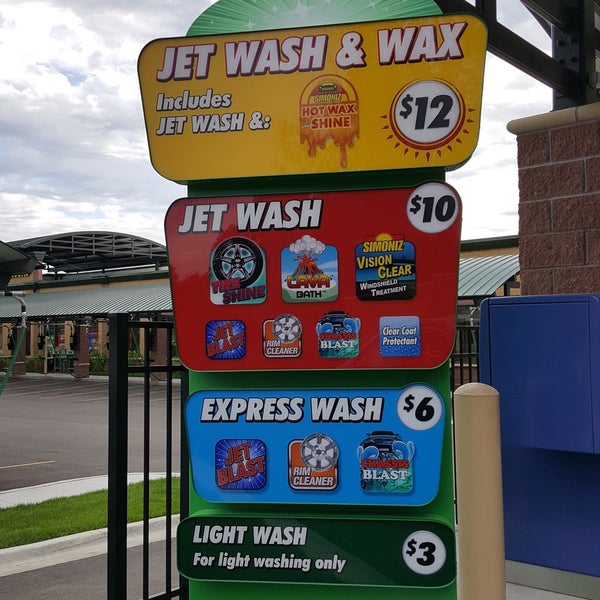 JET WASH & WAX
Includes
JET WASH &:
SIMONIZ
HOT WAX
AND SHINE
$12
JET WASH
$10
TIRE
SHINE
LAVA
BATH
SIMONIZ
VISION
CLEAR
WINDSHIELD
TREATMENT
JET
BLAST
RIM
CLEANER
CHASSIS
BLAST
Clear Coat
Protectant
EXPRESS WASH
$6
JET
BLAST
RIM
CLEANER
CHASSIS
BLAST
LIGHT WASH
For light washing only
$3